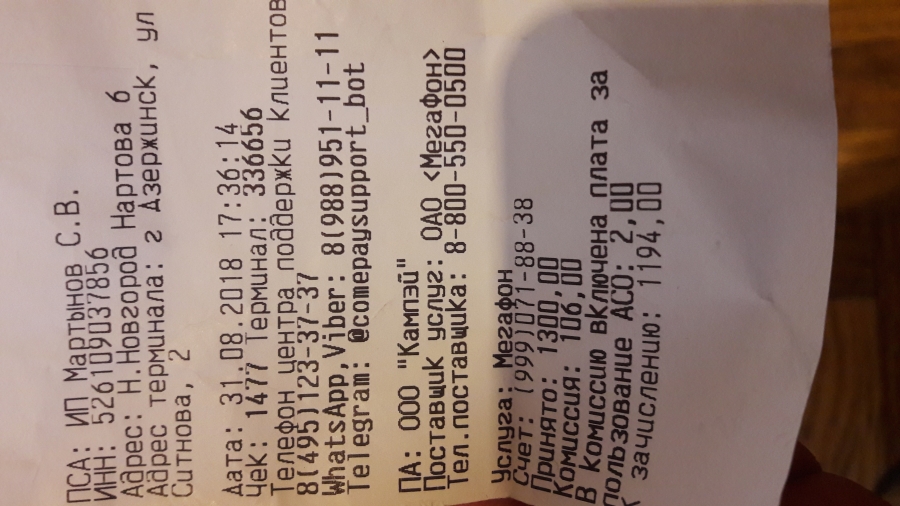 ПСА: ИП Мартынов С.В.
ИНН: 526109037856
Адрес: Н.Новгород Нартова 6
Адрес терминала: г Дзержинск, ул
Ситнова, 2
Дата: 31.08.2018 17:36:14
Чек: 1477 Терминал: 336656
Телефон центра поддержки клиентов
8(495)123-37-37
WhatsApp,Viber: 8(988)951-11-11
Telegram: @comepaysupport_bot
ПА: ООО "Кампэй"
Поставщик услуг: ОАО <Мегафон>
Тел.поставщика: 8-800-550-0500
Услуга: Мегафон
Счет: (999)071-88-38
Принято: 1300,00
Комиссия: 106,00
В комиссию включена плата за
пользование АСО: 2,00
К зачислению: 1194,00